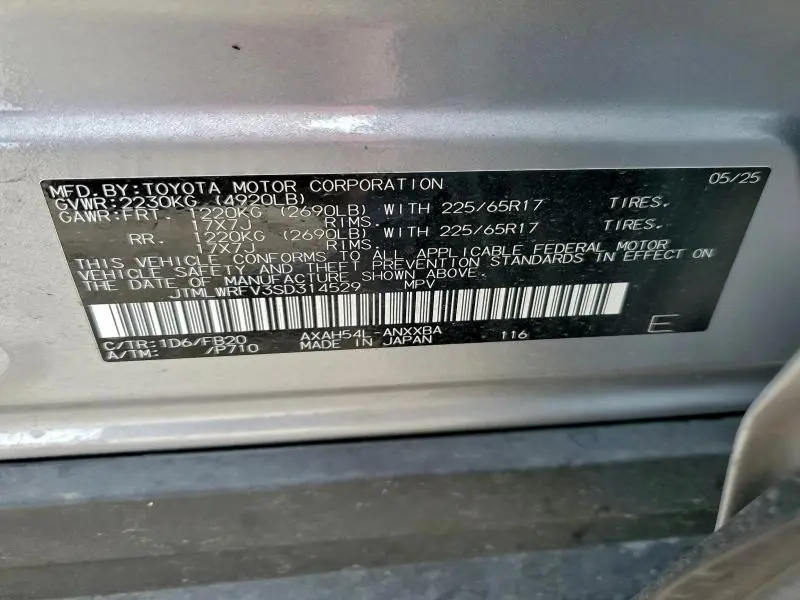 MFD.BY:TOYOTA MOTOR CORPORATION 05/25
GVWR:2230KG (4920LB)
GAWR:FRT. 1220KG (2690LB) WITH 225/65R17 TIRES.
17X7J RIMS.
RR. 1220KG (2690LB) WITH 225/65R17 TIRES.
17X7J RIMS.
THIS VEHICLE CONFORMS TO ALL APPLICABLE FEDERAL MOTOR
VEHICLE SAFETY AND THEFT PREVENTION STANDARDS IN EFFECT ON
THE DATE OF MANUFACTURE SHOWN ABOVE.
JTMLWRFV3SD314529 MPV
C/TR:1D6/FB20 AXAH54L-ANXXBA 116 E
A/TM: /P710 MADE IN JAPAN